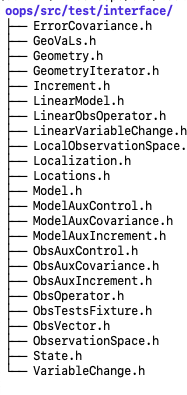 oops/src/test/interface/
├── ErrorCovariance.h
├── GeoVaLs.h
├── Geometry.h
├── GeometryIterator.h
├── Increment.h
├── LinearModel.h
├── LinearObsOperator.h
├── LinearVariableChange.h
├── LocalObservationSpace.
├── Localization.h
├── Locations.h
├── Model.h
├── ModelAuxControl.h
├── ModelAuxCovariance.h
├── ModelAuxIncrement.h
├── ObsAuxControl.h
├── ObsAuxCovariance.h
├── ObsAuxIncrement.h
├── ObsOperator.h
├── ObsTestsFixture.h
├── ObsVector.h
├── ObservationSpace.h
├── State.h
└── VariableChange.h